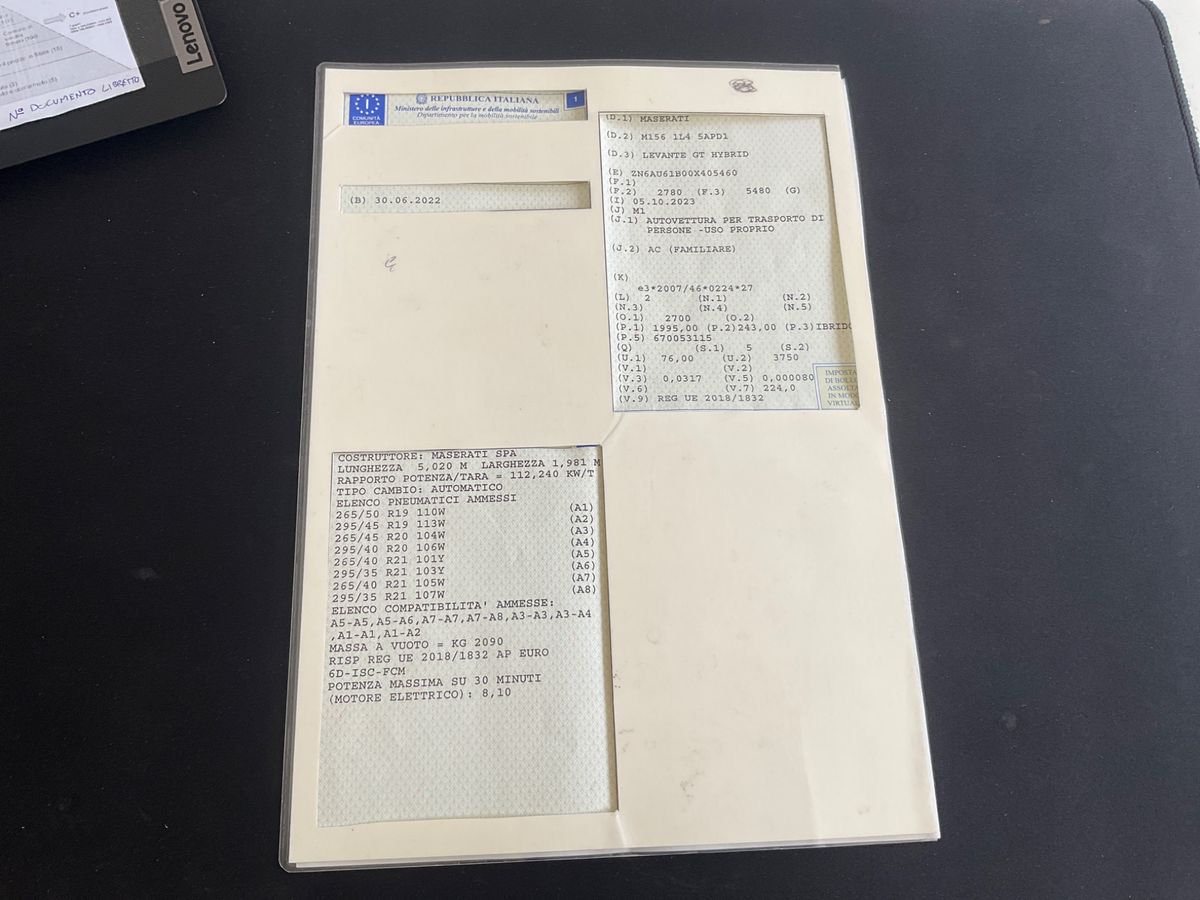 Lenovo
C+
N° DOCUMENTO LIBRETTO
REPUBBLICA ITALIANA
Ministero delle infrastrutture e della mobilità sostenibili
Dipartimento per la mobilità sostenibile
I
COMUNITÀ
EUROPEA
1
(B) 30.06.2022
(D.1) MASERATI
(D.2) M156 1L4 5APD1
(D.3) LEVANTE GT HYBRID
(E) ZN6AU61B00X405460
(F.1)
(F.2) 2780 (F.3) 5480 (G)
(I) 05.10.2023
(J) M1
(J.1) AUTOVETTURA PER TRASPORTO DI
PERSONE -USO PROPRIO
(J.2) AC (FAMILIARE)
(K)
e3*2007/46*0224*27
(L) 2 (N.1) (N.2)
(N.3) (N.4) (N.5)
(O.1) 2700 (O.2)
(P.1) 1995,00 (P.2)243,00 (P.3)IBRIDO
(P.5) 670053115
(Q) (S.1) 5 (S.2)
(U.1) 76,00 (U.2) 3750
(V.1) (V.2)
(V.3) 0,0317 (V.5) 0,000080
(V.6) (V.7) 224,0
(V.9) REG UE 2018/1832
IMPOSTA
DI BOLLO
ASSOLTA
IN MODO
VIRTUAL
COSTRUTTORE: MASERATI SPA
LUNGHEZZA 5,020 M LARGHEZZA 1,981 M
RAPPORTO POTENZA/TARA = 112,240 KW/T
TIPO CAMBIO: AUTOMATICO
ELENCO PNEUMATICI AMMESSI
265/50 R19 110W (A1)
295/45 R19 113W (A2)
265/45 R20 104W (A3)
295/40 R20 106W (A4)
265/40 R21 101Y (A5)
295/35 R21 103Y (A6)
265/40 R21 105W (A7)
295/35 R21 107W (A8)
ELENCO COMPATIBILITA' AMMESSE:
A5-A5,A5-A6,A7-A7,A7-A8,A3-A3,A3-A4
,A1-A1,A1-A2
MASSA A VUOTO = KG 2090
RISP REG UE 2018/1832 AP EURO
6D-ISC-FCM
POTENZA MASSIMA SU 30 MINUTI
(MOTORE ELETTRICO): 8,10